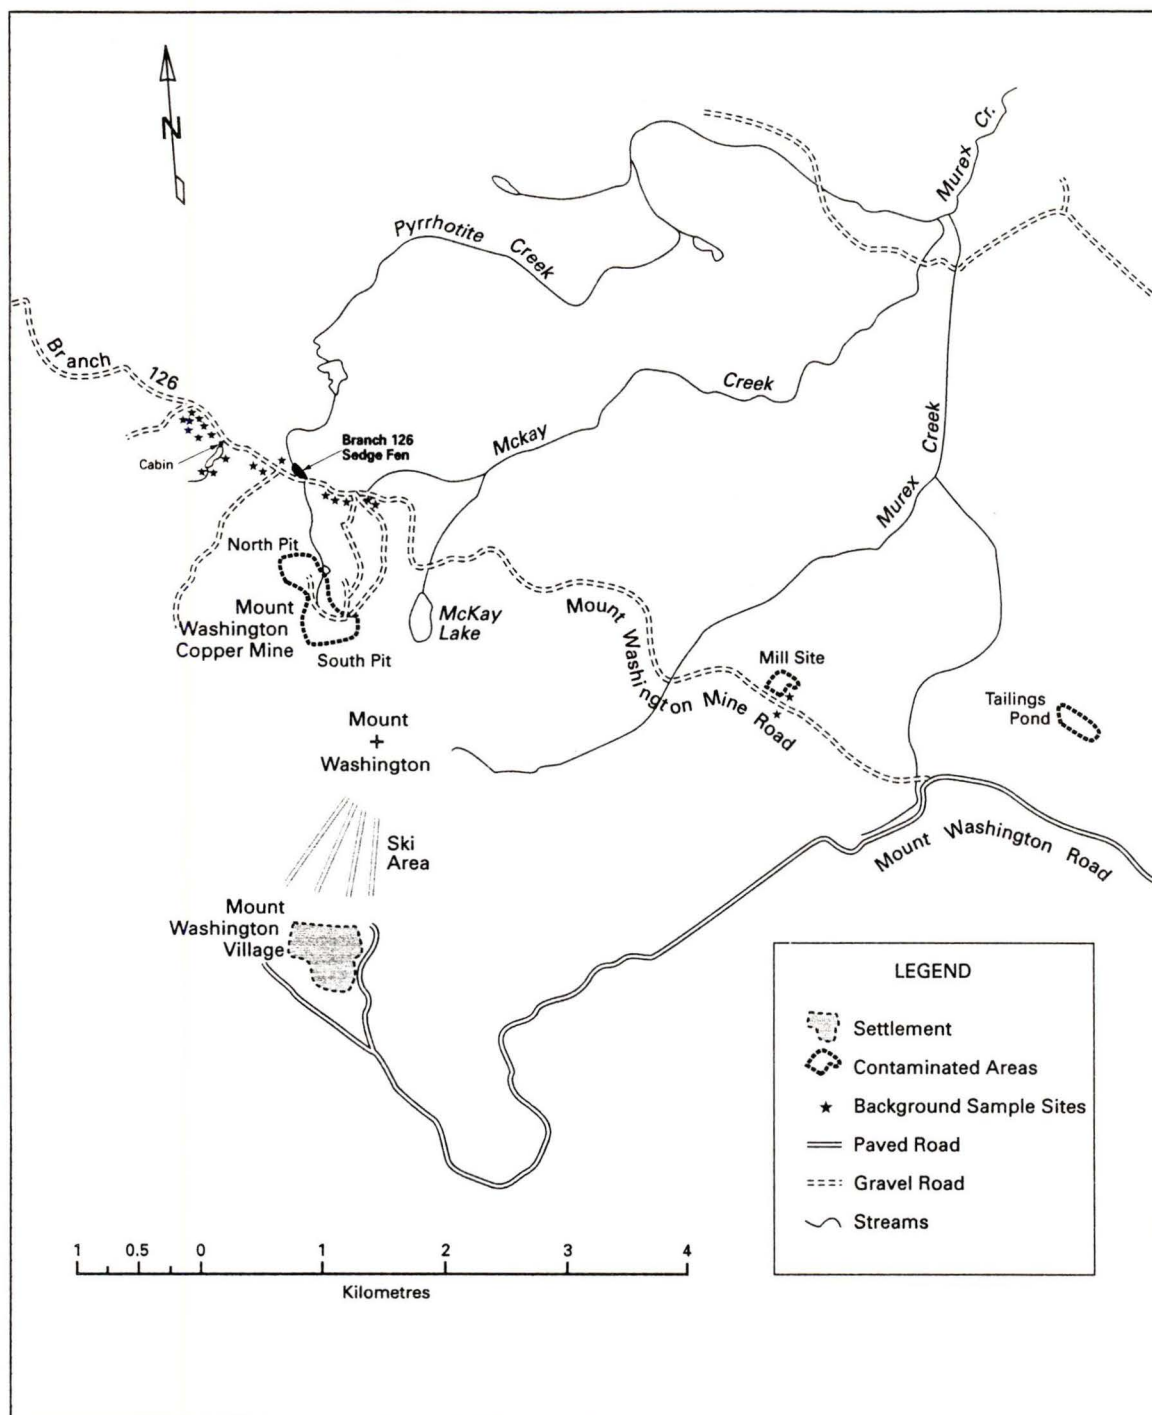 N
Murex Cr.
Pyrrhotite Creek
Branch 126
Creek
Mckay
Branch 126
Sedge Fen
Cabin
Murex Creek
North Pit
Mount
Washington
Copper Mine
South Pit
McKay
Lake
Mount Washington Mine Road
Mill Site
Tailings
Pond
Mount
Washington
Ski
Area
Mount Washington Road
Mount
Washington
Village
LEGEND
Settlement
Contaminated Areas
Background Sample Sites
Paved Road
Gravel Road
Streams
1 0.5 0 1 2 3 4
Kilometres